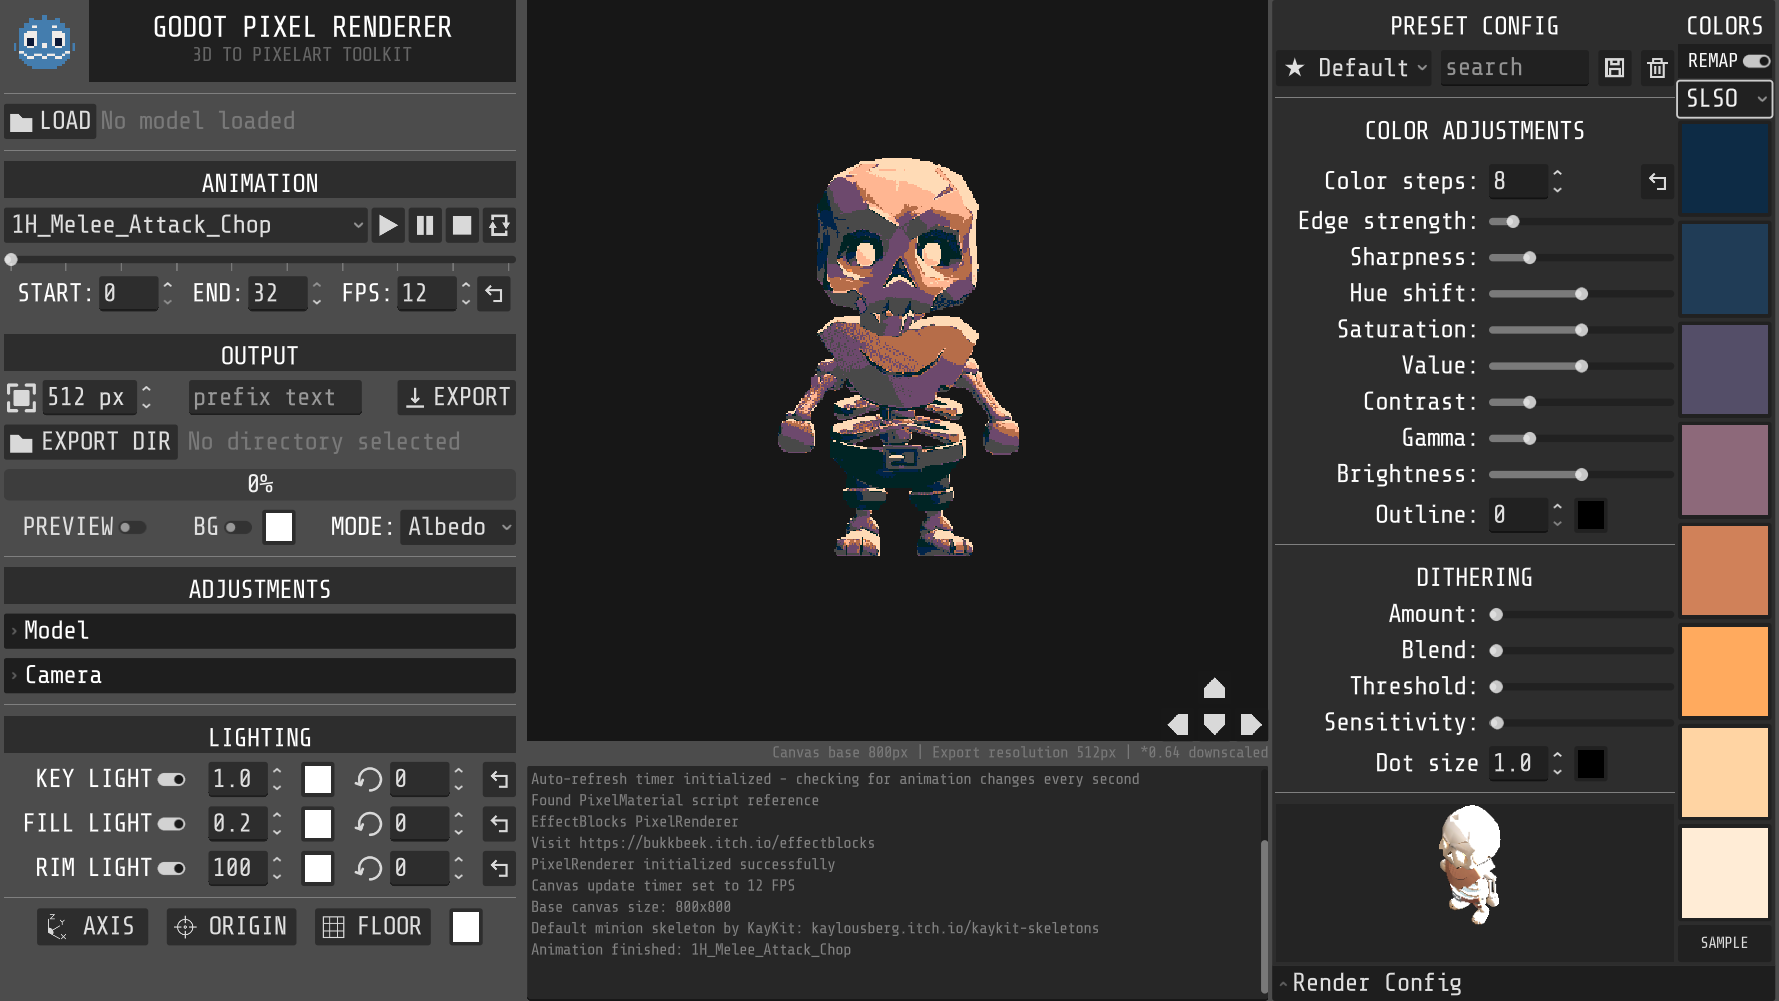 GODOT PIXEL RENDERER
3D TO PIXELART TOOLKIT
LOAD No model loaded
ANIMATION
1H_Melee_Attack_Chop
START: 0 END: 32 FPS: 12
OUTPUT
512 px prefix text EXPORT
EXPORT DIR No directory selected
0%
PREVIEW BG MODE: Albedo
ADJUSTMENTS
Model
Camera
LIGHTING
KEY LIGHT 1.0 0
FILL LIGHT 0.2 0
RIM LIGHT 100 0
AXIS ORIGIN FLOOR
Canvas base 800px | Export resolution 512px | *0.64 downscaled
Auto-refresh timer initialized - checking for animation changes every second
Found PixelMaterial script reference
EffectBlocks PixelRenderer
Visit https://bukkbeek.itch.io/effectblocks
PixelRenderer initialized successfully
Canvas update timer set to 12 FPS
Base canvas size: 800x800
Default minion skeleton by KayKit: kaylousberg.itch.io/kaykit-skeletons
Animation finished: 1H_Melee_Attack_Chop
PRESET CONFIG
★ Default search
COLOR ADJUSTMENTS
Color steps: 8
Edge strength:
Sharpness:
Hue shift:
Saturation:
Value:
Contrast:
Gamma:
Brightness:
Outline: 0
DITHERING
Amount:
Blend:
Threshold:
Sensitivity:
Dot size 1.0
Render Config
COLORS
REMAP
SLSO
SAMPLE